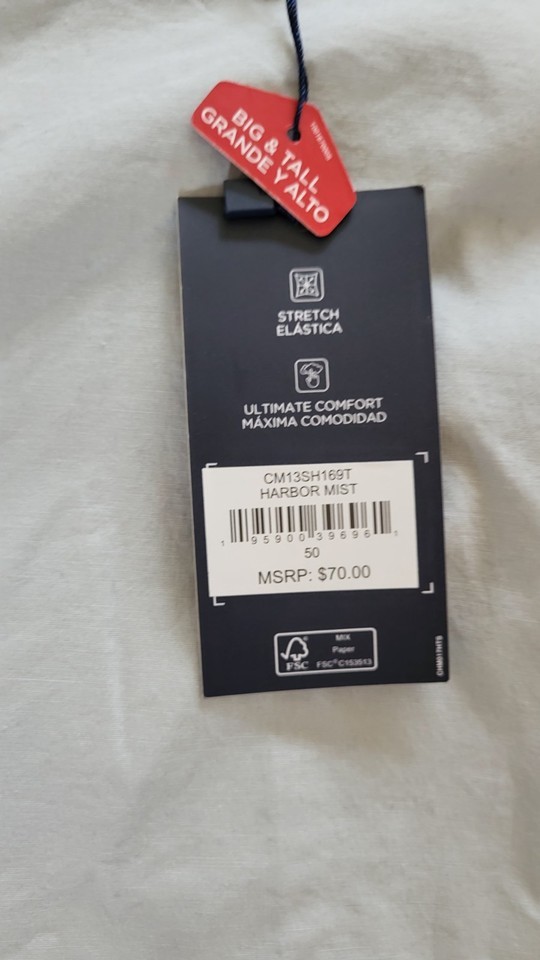 BIG & TALL
GRANDE Y ALTO
STRETCH
ELÁSTICA
ULTIMATE COMFORT
MÁXIMA COMODIDAD
CM13SH169T
HARBOR MIST
1 95900 39696 1
50
MSRP: $70.00
FSC
MIX
Paper
FSC® C153513